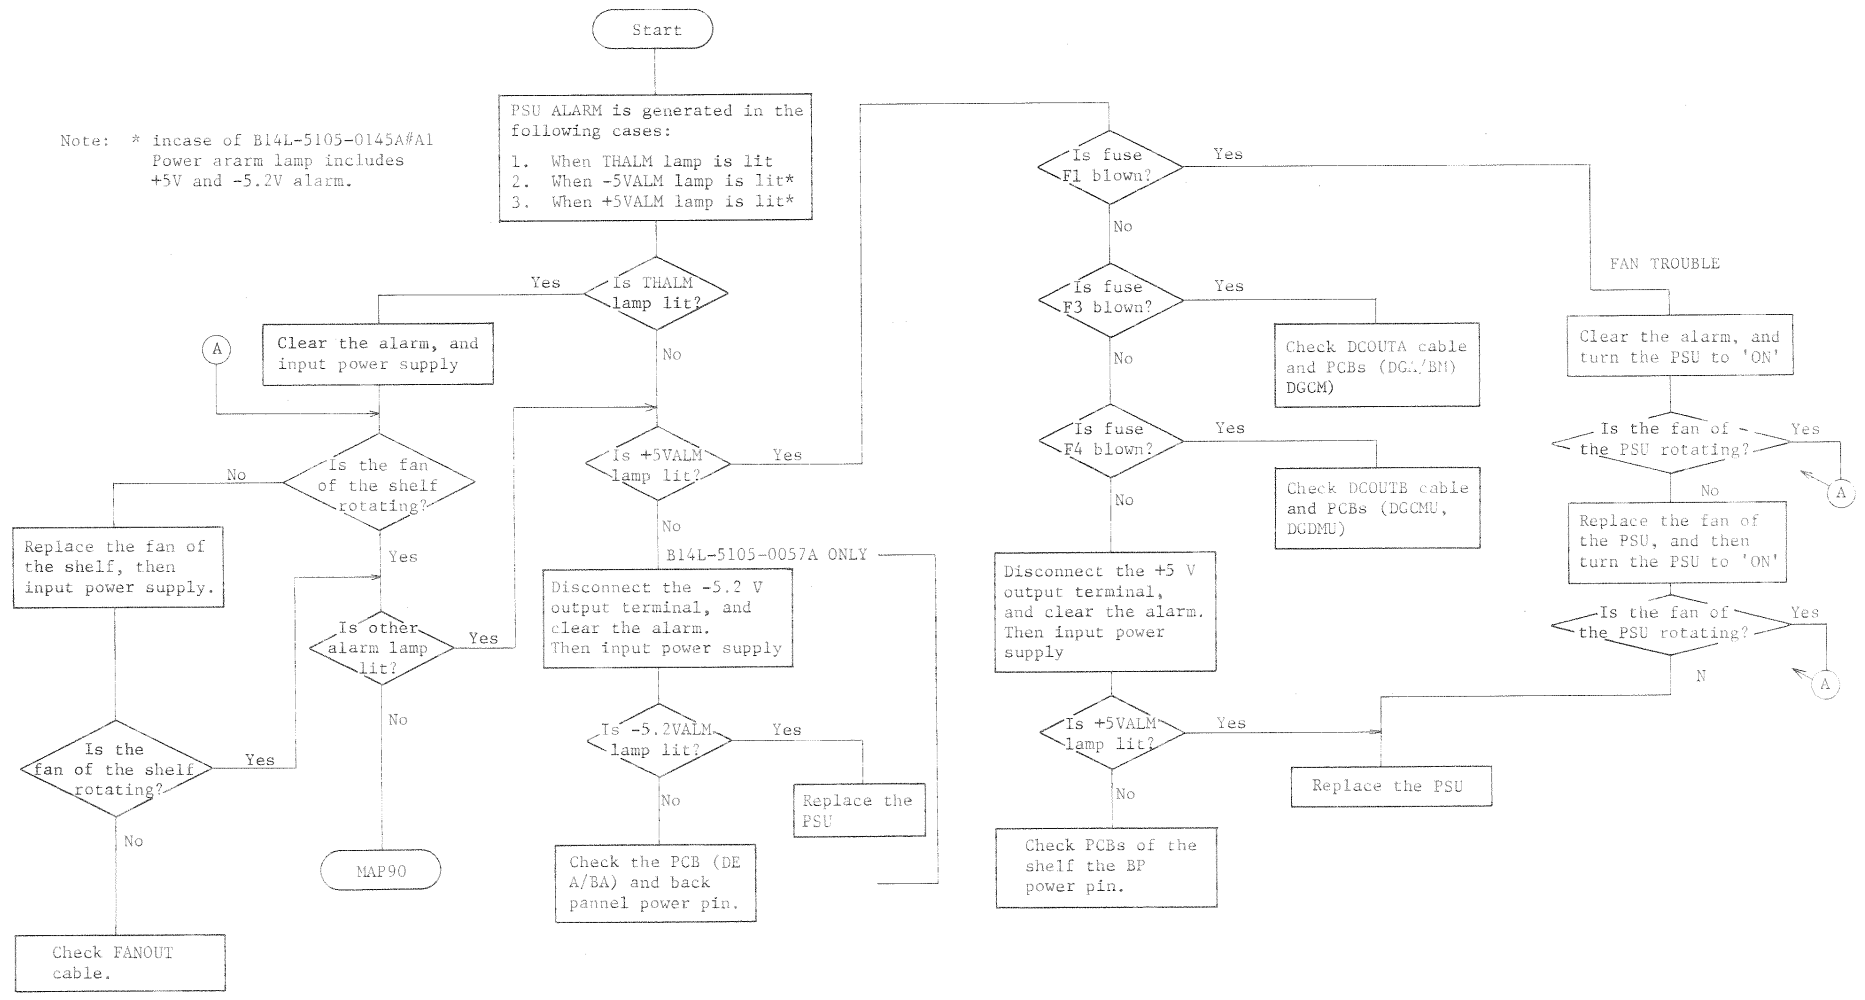 Start
Note: * incase of B14L-5105-0145A#A1
Power ararm lamp includes
+5V and -5.2V alarm.
PSU ALARM is generated in the
following cases:
1. When THALM lamp is lit
2. When -5VALM lamp is lit*
3. When +5VALM lamp is lit*
Is THALM
lamp lit?
Yes
No
Clear the alarm, and
input power supply
A
Is the fan
of the shelf
rotating?
No
Yes
Replace the fan of
the shelf, then
input power supply.
Is other
alarm lamp
lit?
Yes
No
MAP90
Is the
fan of the shelf
rotating?
Yes
No
Check FANOUT
cable.
Is +5VALM
lamp lit?
Yes
No
B14L-5105-0057A ONLY
Disconnect the -5.2 V
output terminal, and
clear the alarm.
Then input power supply
Is -5.2VALM
lamp lit?
Yes
No
Replace the
PSU
Check the PCB (DE
A/BA) and back
pannel power pin.
Is fuse
F1 blown?
Yes
No
Is fuse
F3 blown?
Yes
No
Check DCOUTA cable
and PCBs
DGCM)
Is fuse
F4 blown?
Yes
No
Check DCOUTB cable
and PCBs (DGCMU,
DGDMU)
Disconnect the +5 V
output terminal,
and clear the alarm.
Then input power
supply
Is +5VALM
lamp lit?
Yes
No
Check PCBs of the
shelf the BP
power pin.
Replace the PSU
FAN TROUBLE
Clear the alarm, and
turn the PSU to 'ON'
Is the fan of
the PSU rotating?
Yes
A
No
Replace the fan of
the PSU, and then
turn the PSU to 'ON'
Is the fan of
the PSU rotating?
Yes
A
N